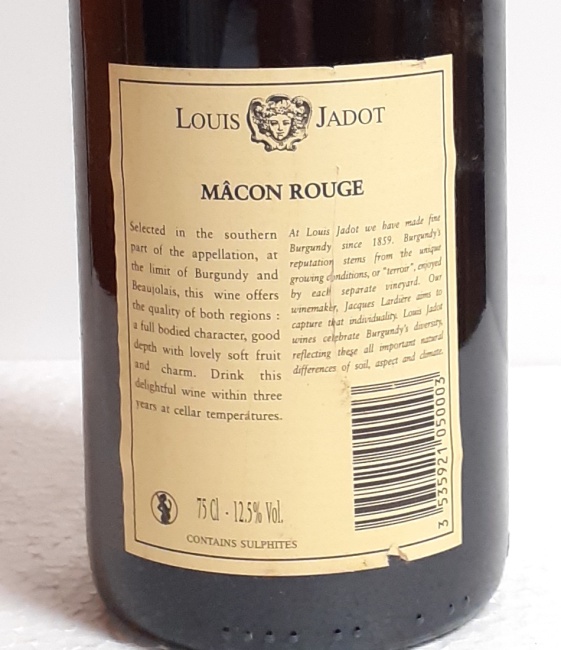 LOUIS JADOT
MÂCON ROUGE
Selected in the southern
part of the appellation, at
the limit of Burgundy and
Beaujolais, this wine offers
the quality of both regions :
a full bodied character, good
depth with lovely soft fruit
and charm. Drink this
delightful wine within three
years at cellar temperátures.
At Louis Jadot we have made fine
Burgundy since 1859. Burgundy's
reputation stems from the unique
growing conditions, or "terroir", enjoyed
by each separate vineyard. Our
winemaker, Jacques Lardière aims to
capture that individuality. Louis Jadot
wines celebrate Burgundy's diversity,
reflecting these all important natural
differences of soil, aspect and climate.
75 Cl - 12.5% Vol.
CONTAINS SULPHITES
3 535921 050003